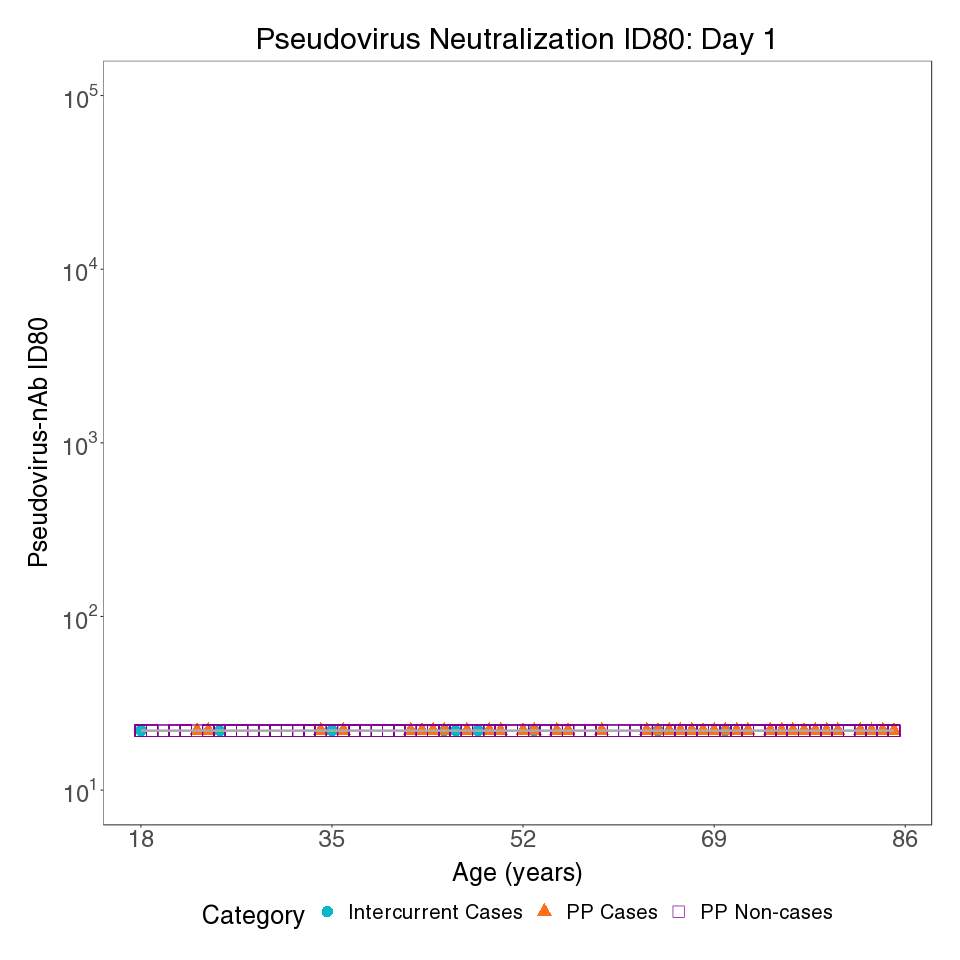 Pseudovirus Neutralization ID80: Day 1
Pseudovirus-nAb ID80
10^5
10^4
10^3
10^2
10^1
18 35 52 69 86
Age (years)
Category Intercurrent Cases PP Cases PP Non-cases